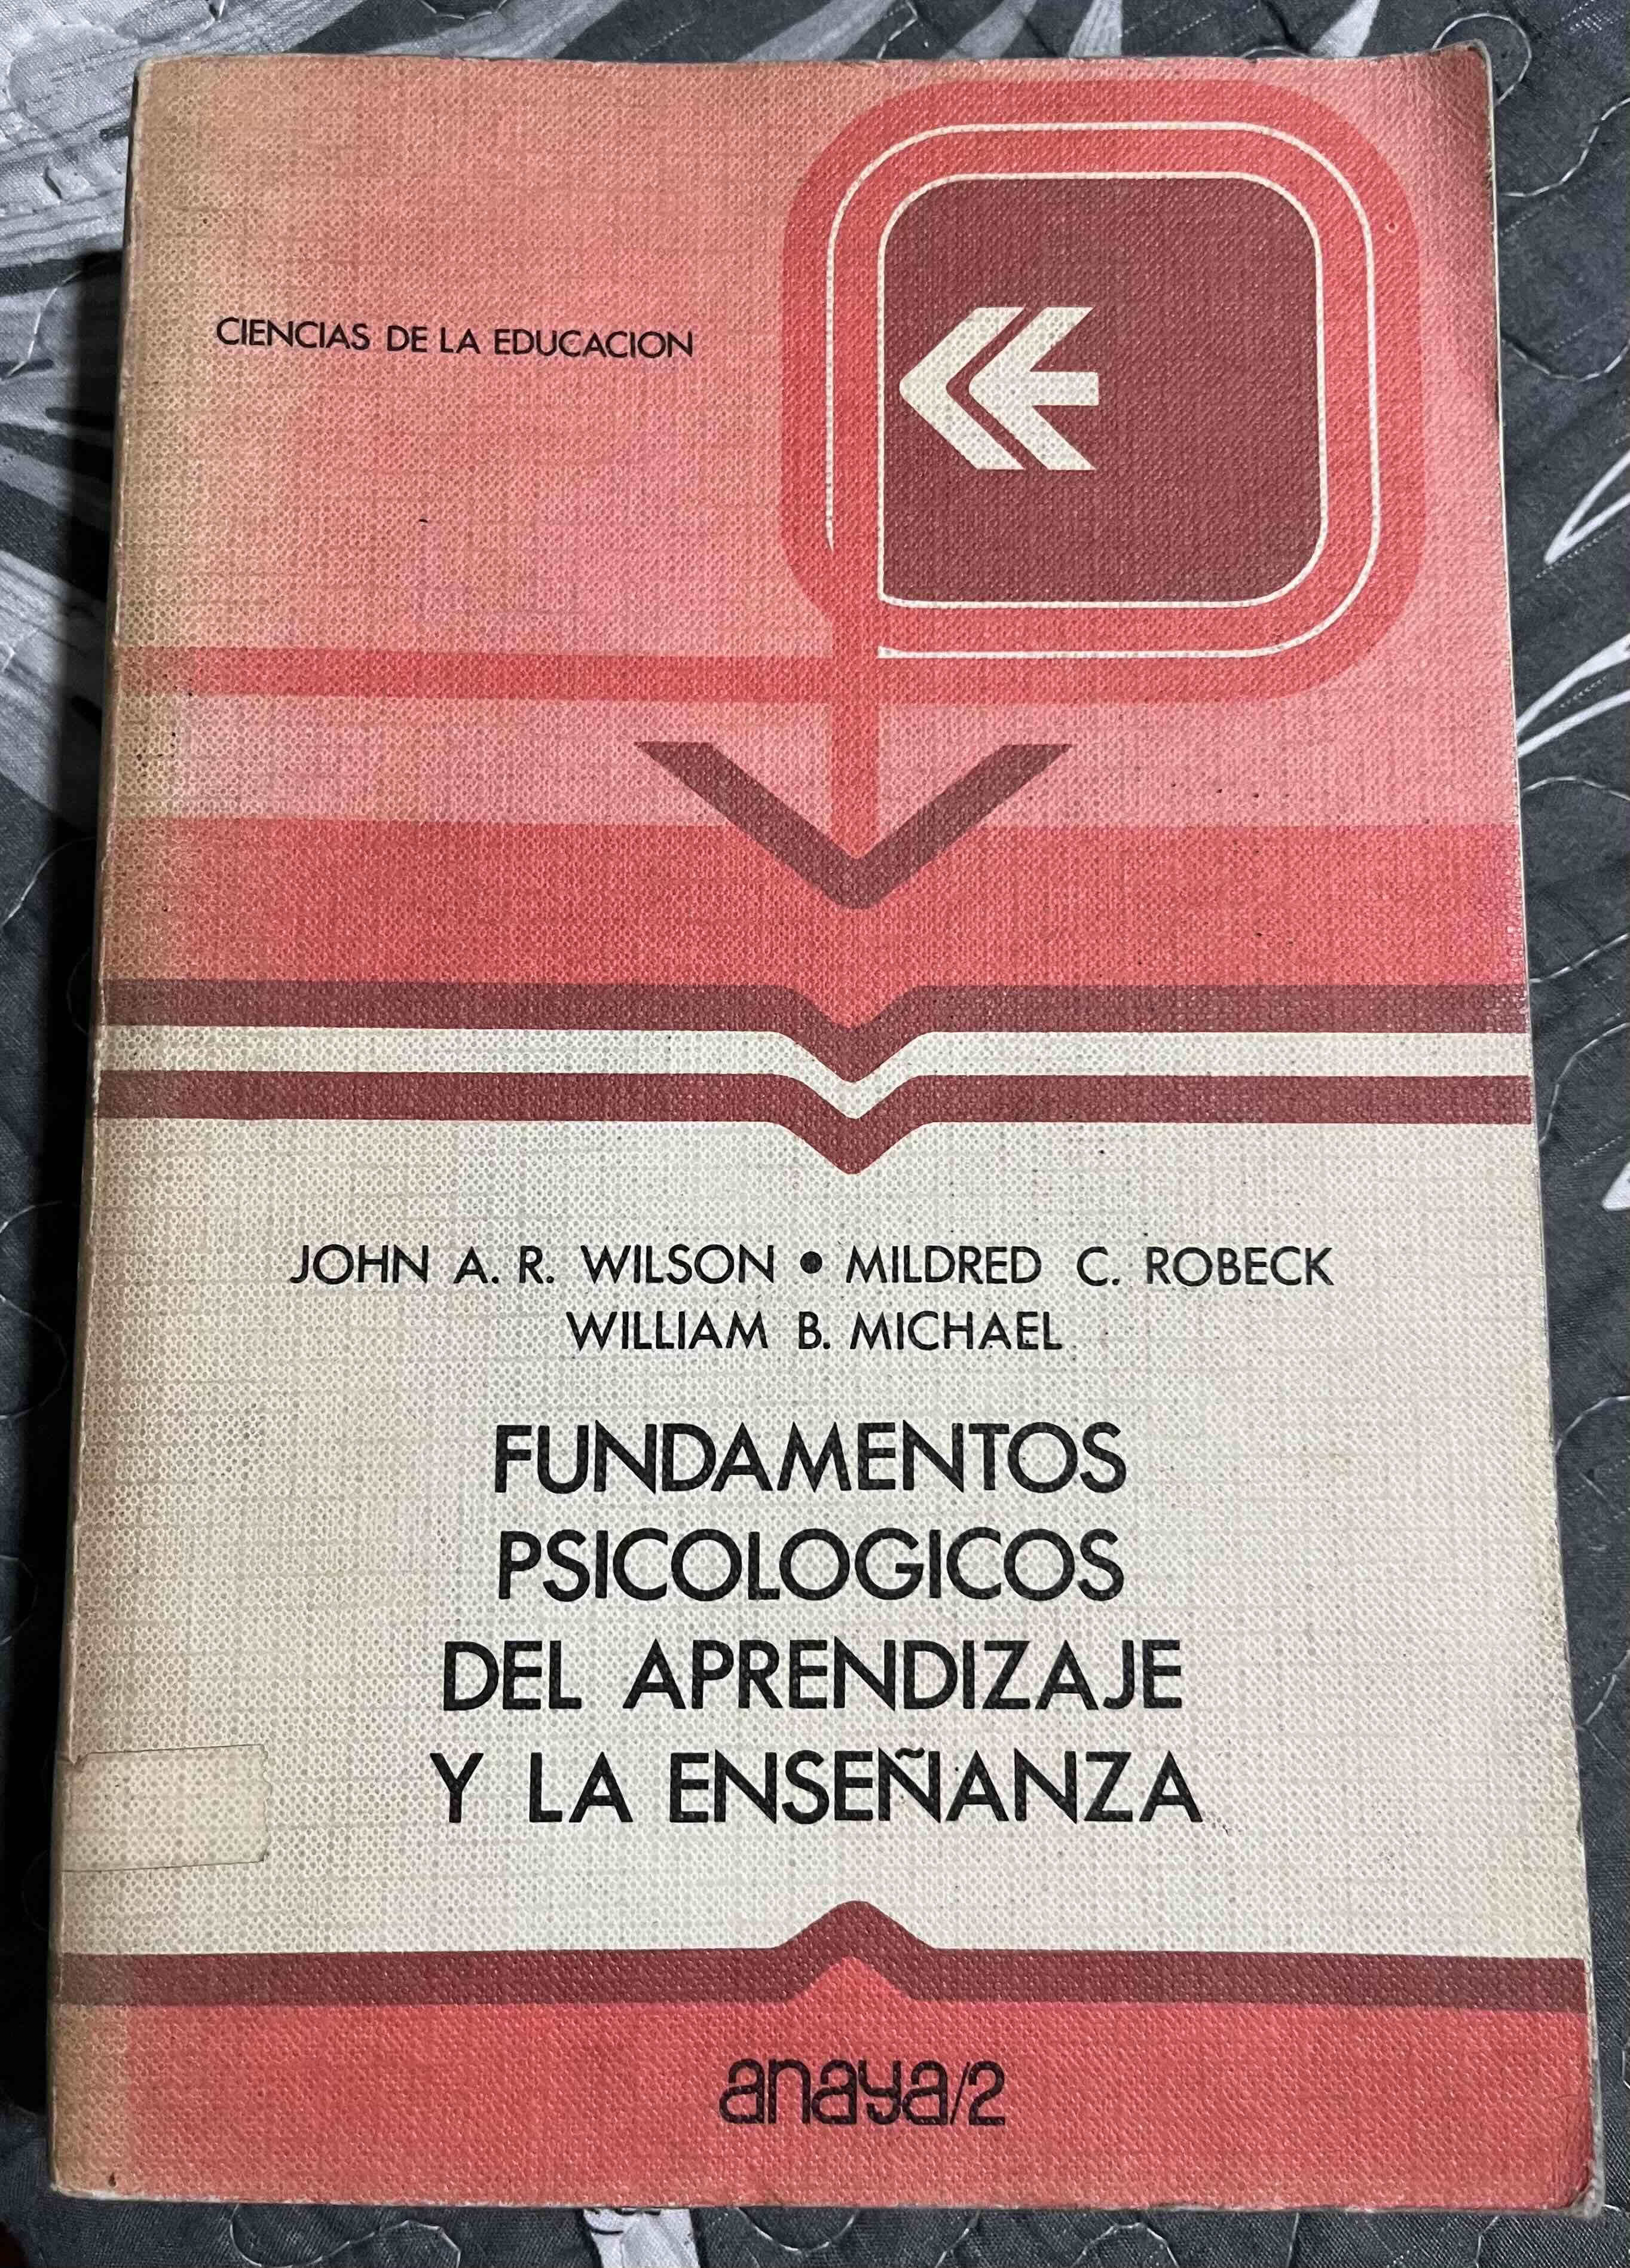 CIENCIAS DE LA EDUCACION
JOHN A. R. WILSON • MILDRED C. ROBECK
WILLIAM B. MICHAEL
FUNDAMENTOS
PSICOLOGICOS
DEL APRENDIZAJE
Y LA ENSEÑANZA
anaya/2